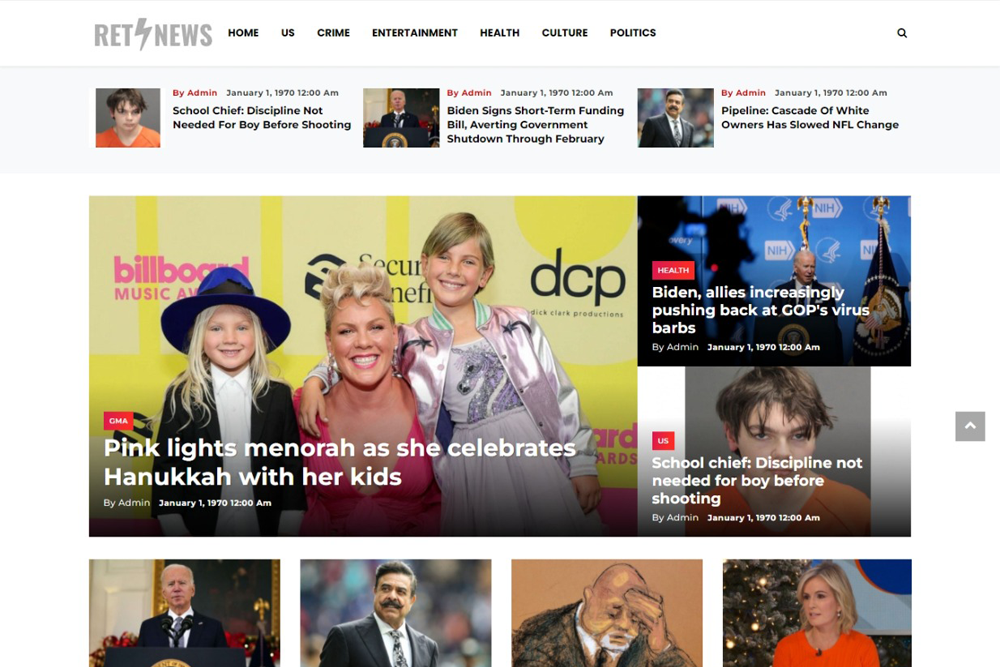 RET NEWS
HOME
US
CRIME
ENTERTAINMENT
HEALTH
CULTURE
POLITICS
By Admin January 1, 1970 12:00 Am
School Chief: Discipline Not
Needed For Boy Before Shooting
By Admin January 1, 1970 12:00 Am
Biden Signs Short-Term Funding
Bill, Averting Government
Shutdown Through February
By Admin January 1, 1970 12:00 Am
Pipeline: Cascade Of White
Owners Has Slowed NFL Change
billboard
MUSIC
dcp
dick clark productions
GMA
Pink lights menorah as she celebrates
Hanukkah with her kids
By Admin January 1, 1970 12:00 Am
NIH
NIH
NIH
HEALTH
Biden, allies increasingly
pushing back at GOP's virus
barbs
By Admin January 1, 1970 12:00 Am
US
School chief: Discipline not
needed for boy before
shooting
By Admin January 1, 1970 12:00 Am